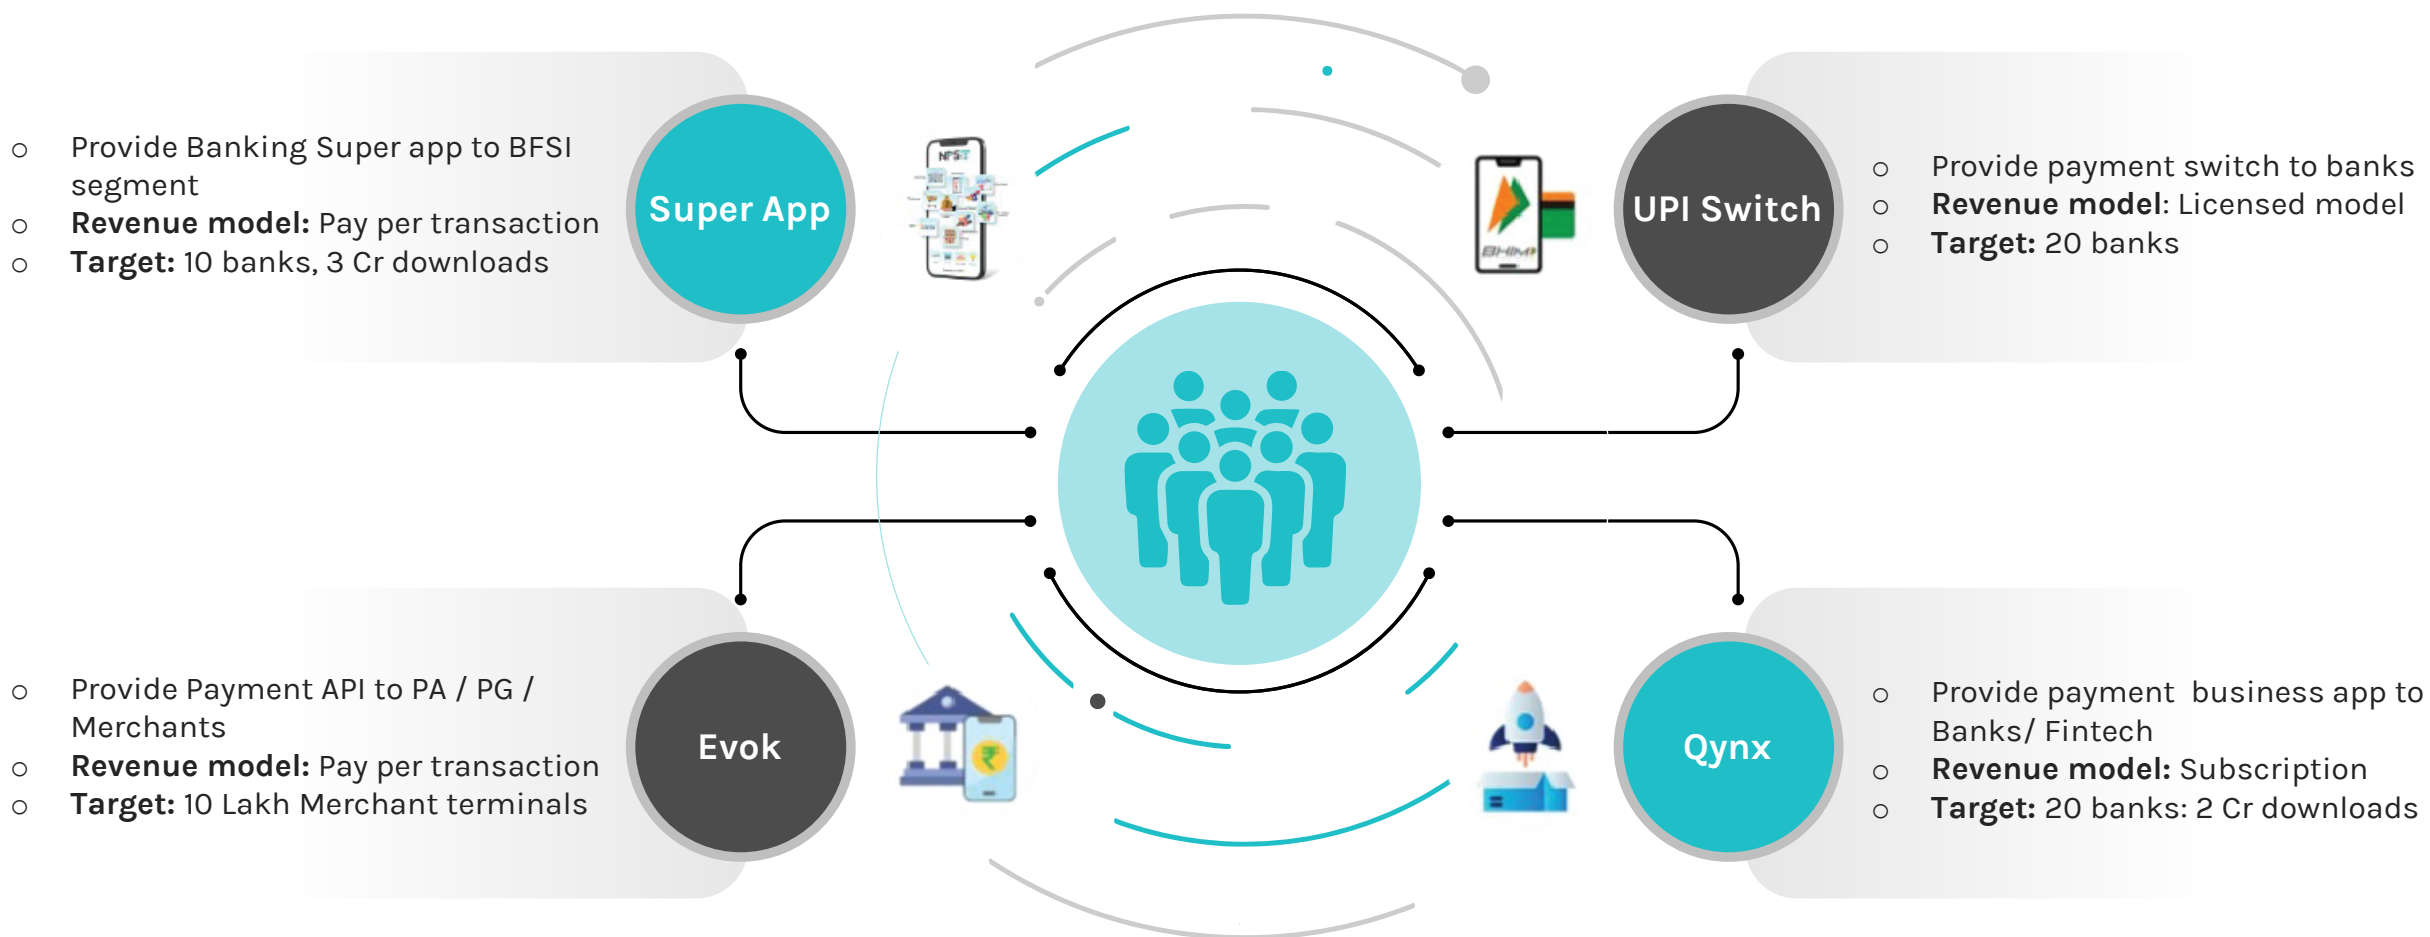 Provide Banking Super app to BFSI
segment
Revenue model: Pay per transaction
Target: 10 banks, 3 Cr downloads
Super App
UPI Switch
Provide payment switch to banks
Revenue model: Licensed model
Target: 20 banks
BHIM
Provide Payment API to PA / PG /
Merchants
Revenue model: Pay per transaction
Target: 10 Lakh Merchant terminals
Evok
Qynx
Provide payment  business app to
Banks/ Fintech
Revenue model: Subscription
Target: 20 banks: 2 Cr downloads